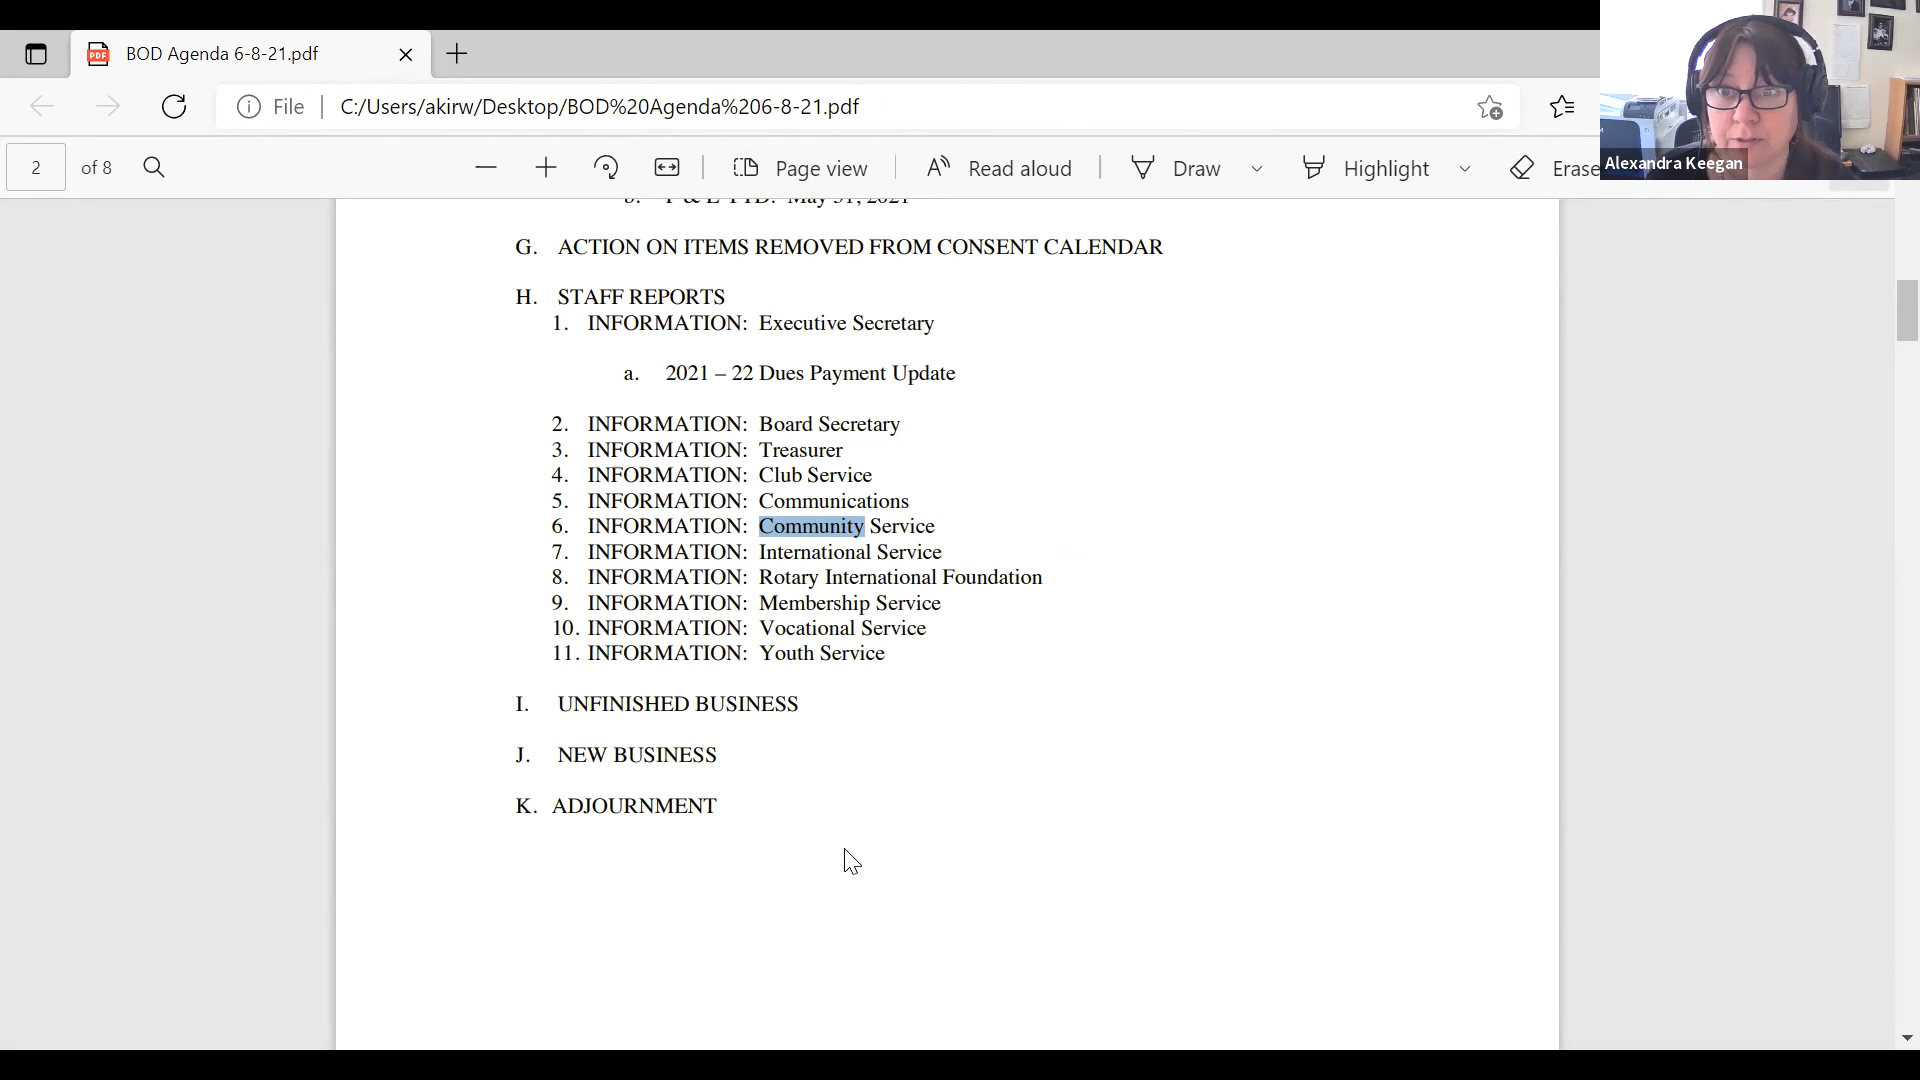 BOD Agenda 6-8-21.pdf
File C:/Users/akirw/Desktop/BOD%20Agenda%206-8-21.pdf
Alexandra Keegan
2 of 8 Page view Read aloud Draw Highlight Erase
b. P & L YTD: May 31, 2021
G. ACTION ON ITEMS REMOVED FROM CONSENT CALENDAR
H. STAFF REPORTS
1. INFORMATION: Executive Secretary
a. 2021 – 22 Dues Payment Update
2. INFORMATION: Board Secretary
3. INFORMATION: Treasurer
4. INFORMATION: Club Service
5. INFORMATION: Communications
6. INFORMATION: Community Service
7. INFORMATION: International Service
8. INFORMATION: Rotary International Foundation
9. INFORMATION: Membership Service
10. INFORMATION: Vocational Service
11. INFORMATION: Youth Service
I. UNFINISHED BUSINESS
J. NEW BUSINESS
K. ADJOURNMENT